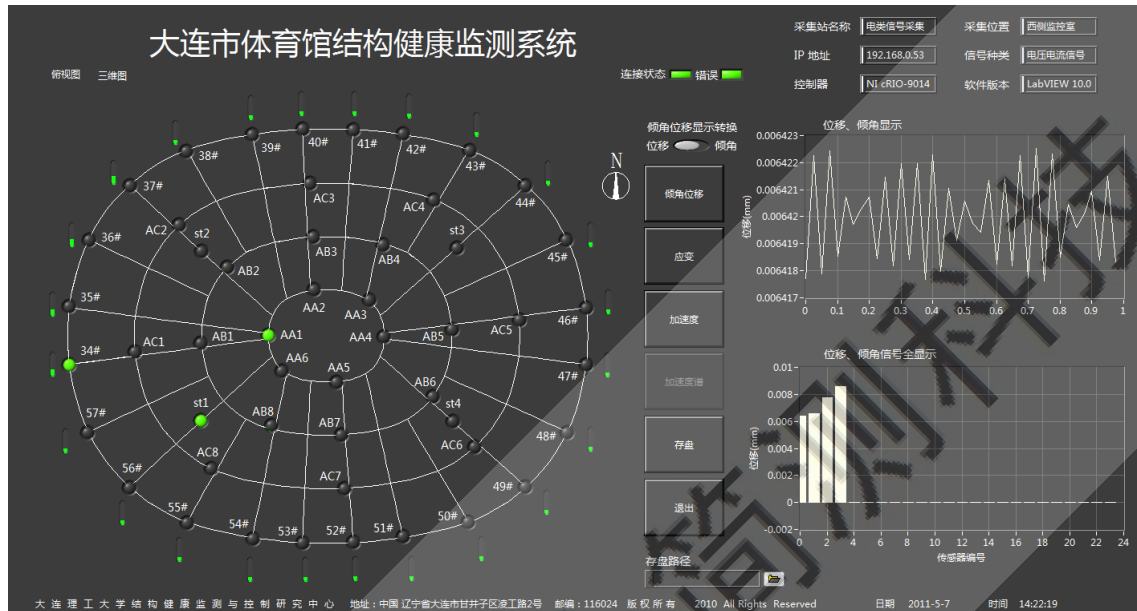 大连市体育馆结构健康监测系统
采集站名称 电类信号采集 采集位置 西侧监控室
IP 地址 192.168.0.53 信号种类 电压电流信号
控制器 NI cRIO-9014 软件版本 LabVIEW 10.0
俯视图 三维图
连接状态 错误
倾角位移显示转换
位移 倾角
N
倾角位移
应变
加速度
加速度谱
存盘
退出
存盘路径
38# 39# 40# 41# 42# 43#
37# 44#
36# 45#
35# 46#
34# 47#
57# 48#
56# 49#
55# 54# 53# 52# 51# 50#
AC2 AC3 AC4
st2 st3
AB2 AB3 AB4
AA2 AA3
AC1 AB1 AA1 AA4 AB5 AC5
AA6 AA5
st1 AB6 st4
AB8 AB7
AC8 AC7 AC6
位移、倾角显示
位移(mm)
0.006423
0.006422
0.006421
0.00642
0.006419
0.006418
0.006417
0 0.1 0.2 0.3 0.4 0.5 0.6 0.7 0.8 0.9 1
位移、倾角信号全显示
位移(mm)
0.01
0.008
0.006
0.004
0.002
0
-0.002
0 2 4 6 8 10 12 14 16 18 20 22 24
传感器编号
简测科技
大连理工大学结构健康监测与控制研究中心 地址：中国 辽宁省大连市甘井子区凌工路2号 邮编：116024 版权所有 2010 All Rights Reserved 日期 2011-5-7 时间 14:22:19